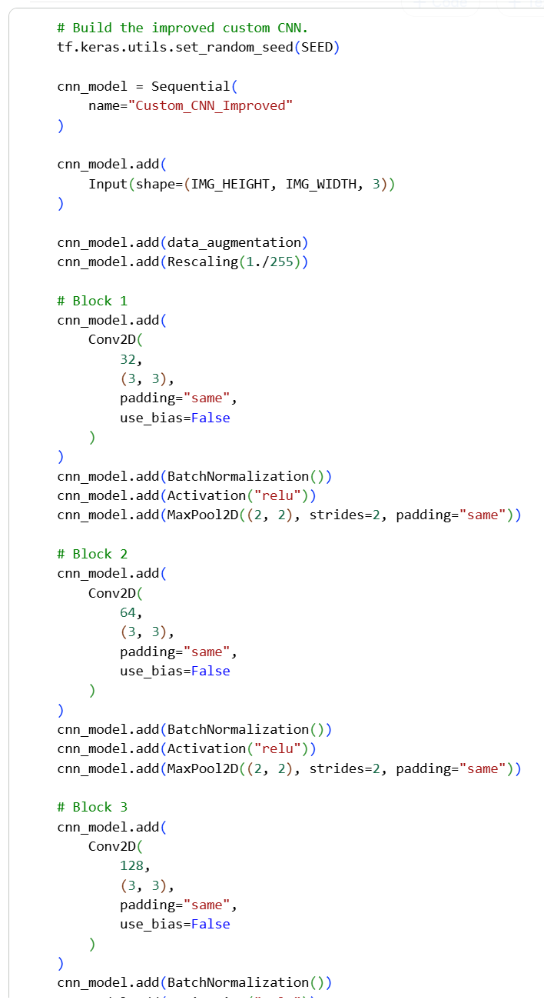 # Build the improved custom CNN.
tf.keras.utils.set_random_seed(SEED)
cnn_model = Sequential(
name="Custom_CNN_Improved"
)
cnn_model.add(
Input(shape=(IMG_HEIGHT, IMG_WIDTH, 3))
)
cnn_model.add(data_augmentation)
cnn_model.add(Rescaling(1./255))
# Block 1
cnn_model.add(
Conv2D(
32,
(3, 3),
padding="same",
use_bias=False
)
)
cnn_model.add(BatchNormalization())
cnn_model.add(Activation("relu"))
cnn_model.add(MaxPool2D((2, 2), strides=2, padding="same"))
# Block 2
cnn_model.add(
Conv2D(
64,
(3, 3),
padding="same",
use_bias=False
)
)
cnn_model.add(BatchNormalization())
cnn_model.add(Activation("relu"))
cnn_model.add(MaxPool2D((2, 2), strides=2, padding="same"))
# Block 3
cnn_model.add(
Conv2D(
128,
(3, 3),
padding="same",
use_bias=False
)
)
cnn_model.add(BatchNormalization())